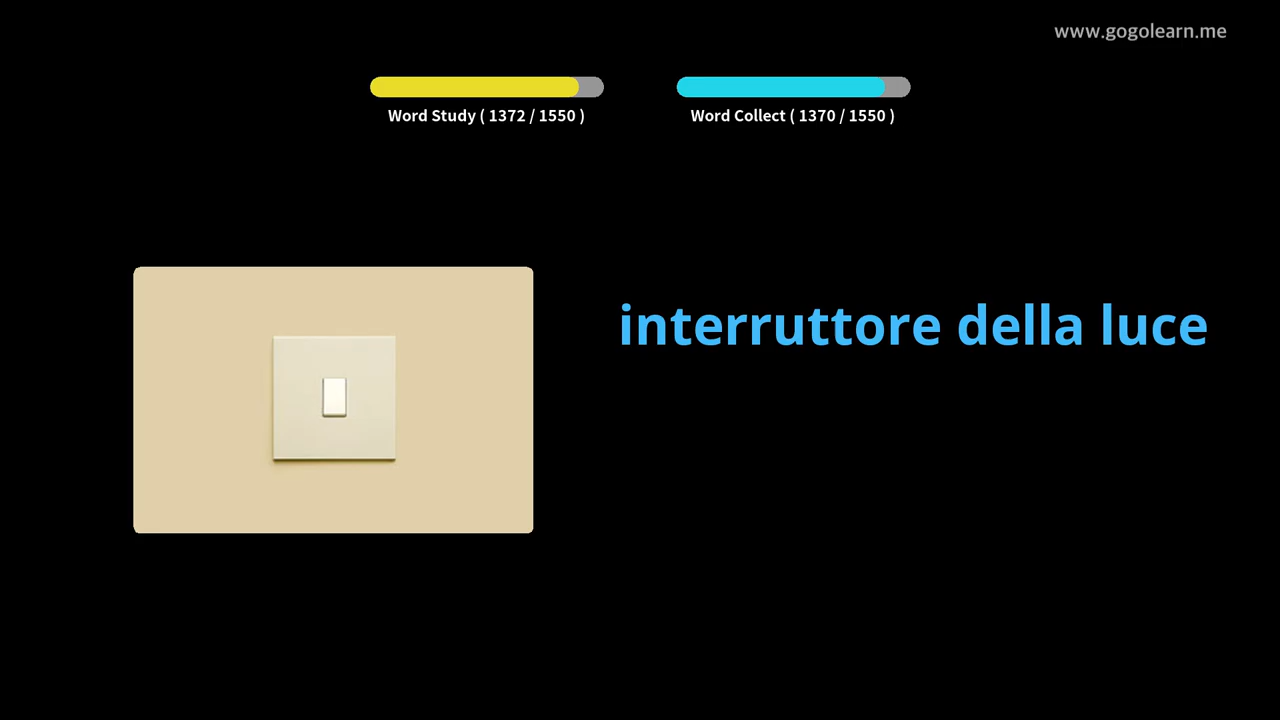 www.gogolearn.me
Word Study ( 1372 / 1550 )
Word Collect ( 1370 / 1550 )
interruttore della luce